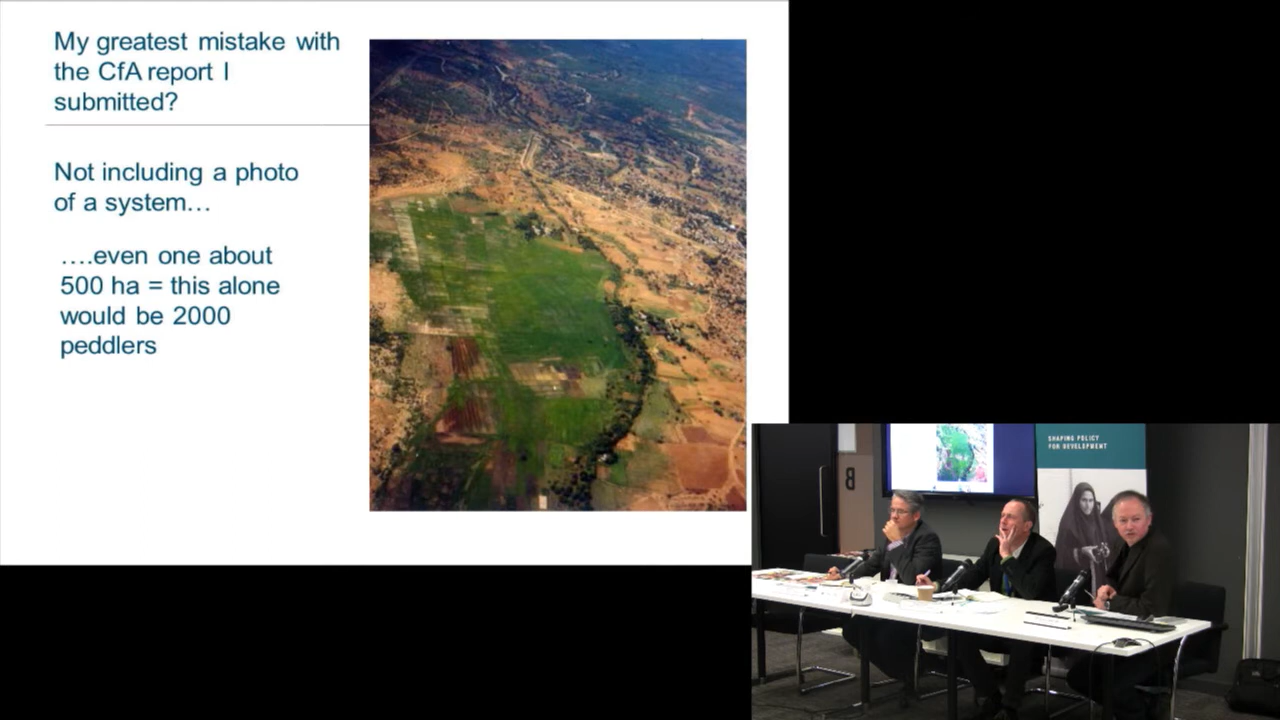 My greatest mistake with
the CfA report I
submitted?
Not including a photo
of a system…
….even one about
500 ha = this alone
would be 2000
peddlers
SHAPING POLICY
FOR DEVELOPMENT
B